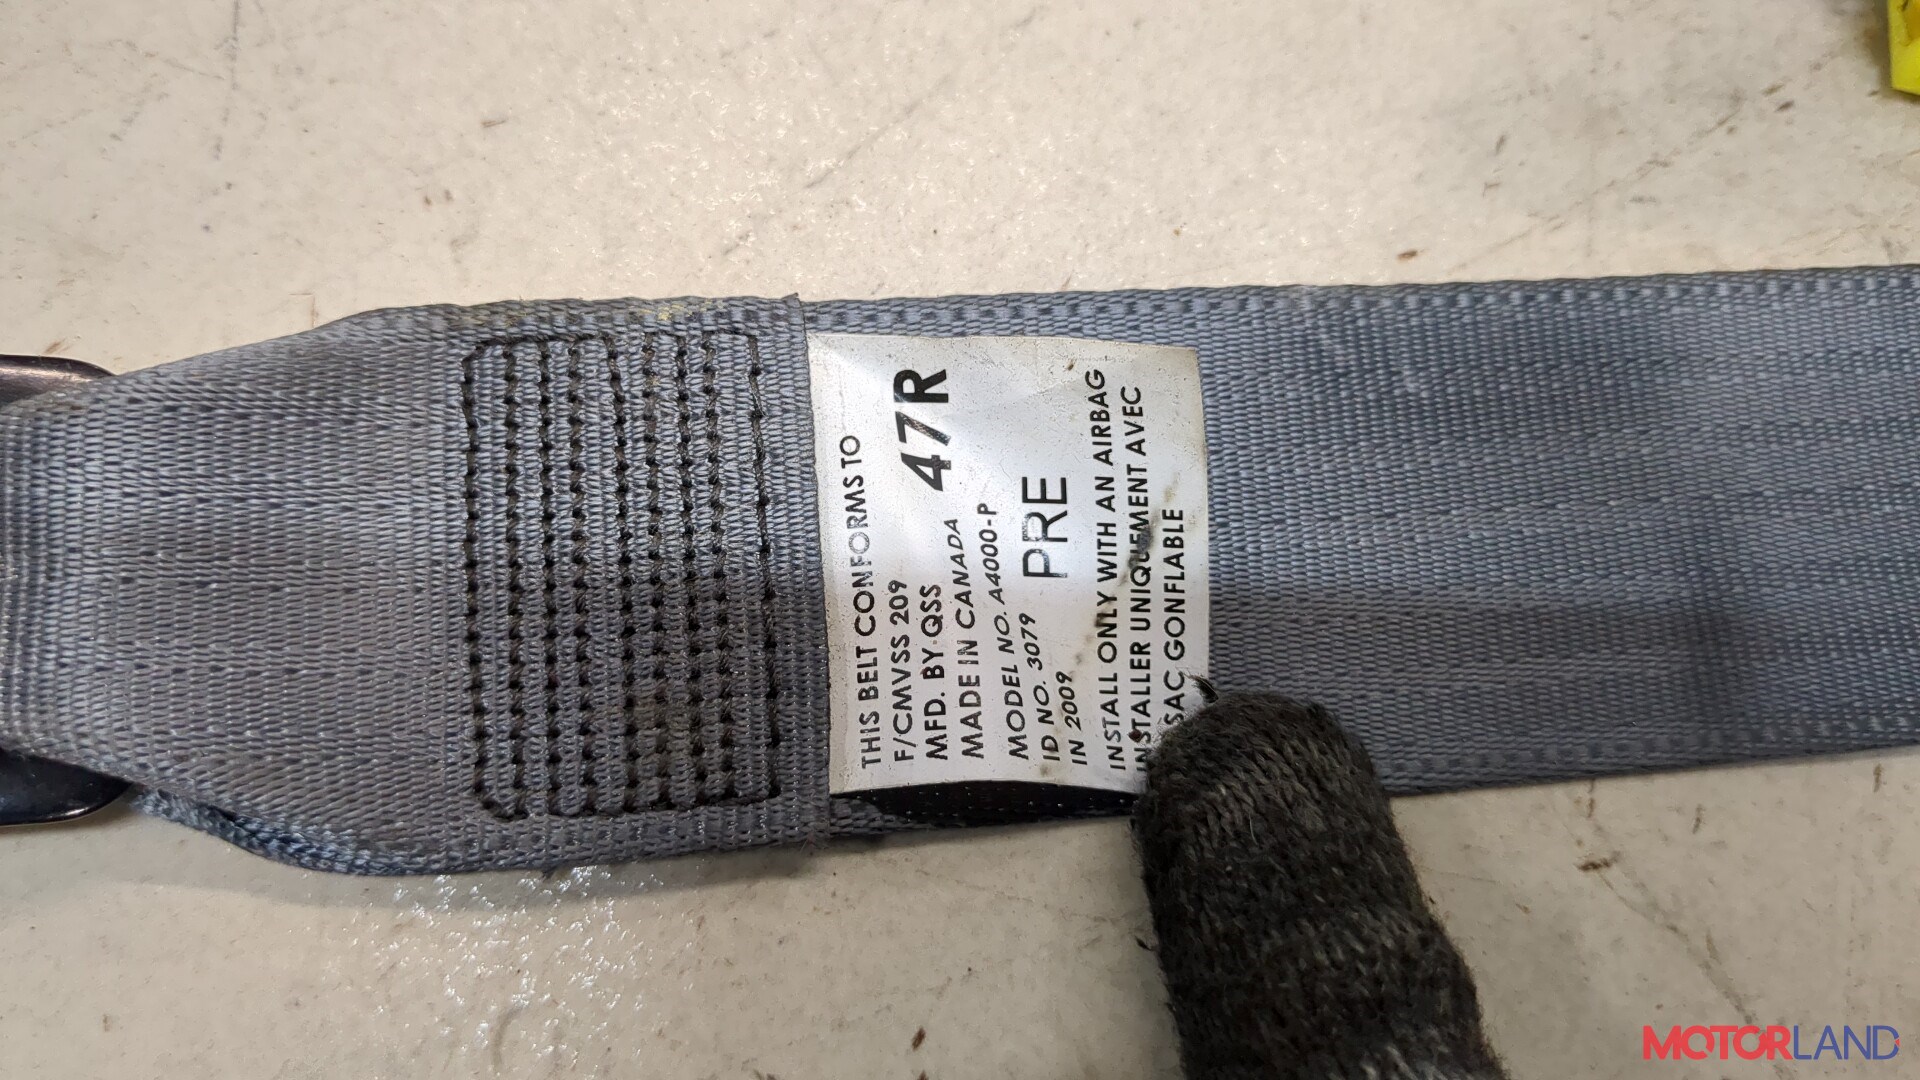 THIS BELT CONFORMS TO
F/CMVSS 209
47R
MFD. BY QSS
MADE IN CANADA
MODEL NO. A4000-P
ID NO. 3079
PRE
IN 2009
INSTALL ONLY WITH AN AIRBAG
INSTALLER UNIQUEMENT AVEC
SAC GONFLABLE
MOTORLAND